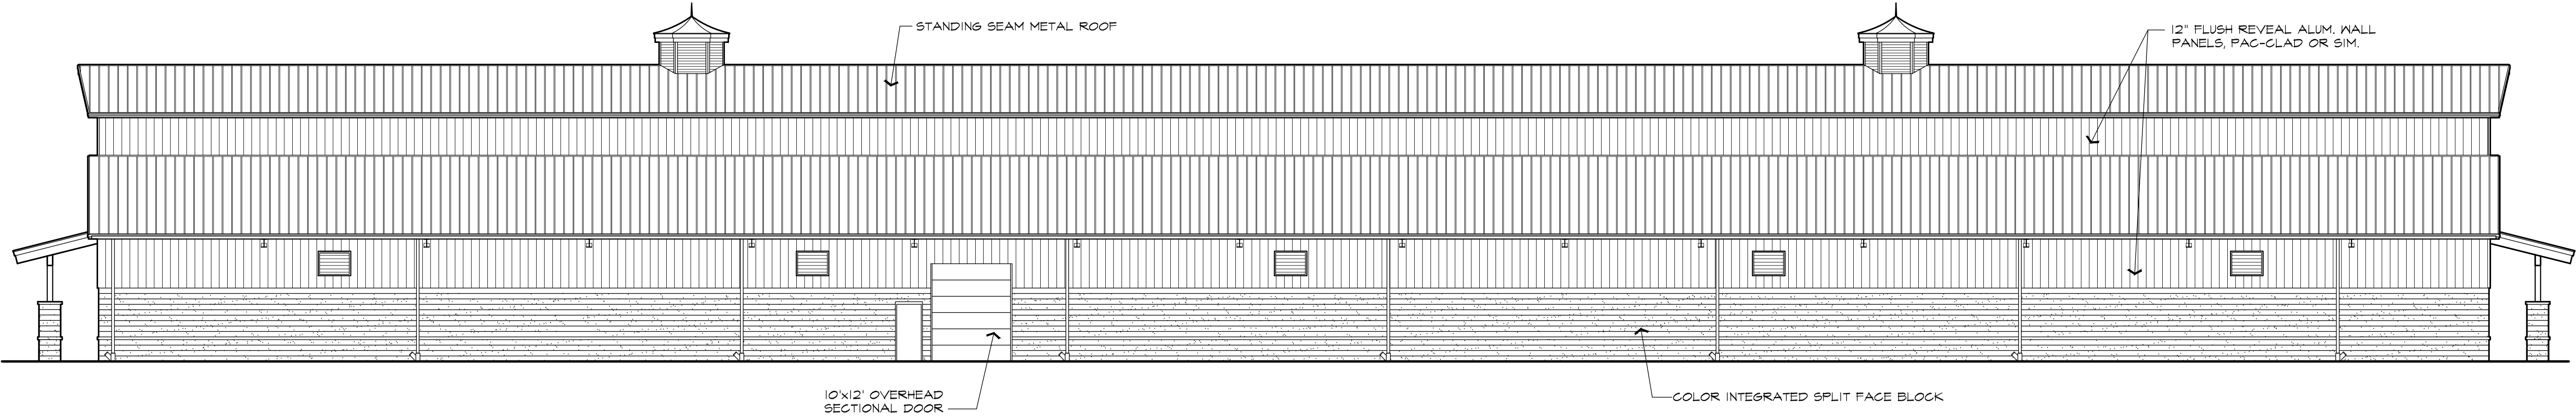 STANDING SEAM METAL ROOF
12" FLUSH REVEAL ALUM. WALL
PANELS, PAC-CLAD OR SIM.
10'x12' OVERHEAD
SECTIONAL DOOR
COLOR INTEGRATED SPLIT FACE BLOCK